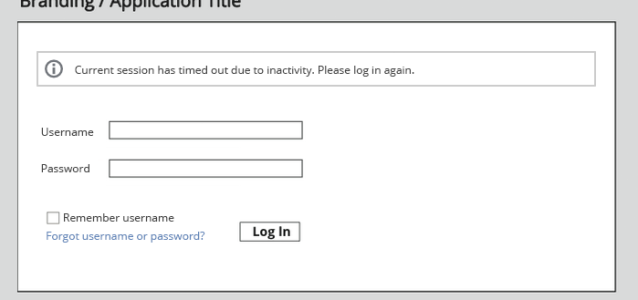 Branding / Application Title
Current session has timed out due to inactivity. Please log in again.
Username
Password
Remember username
Forgot username or password?
Log In